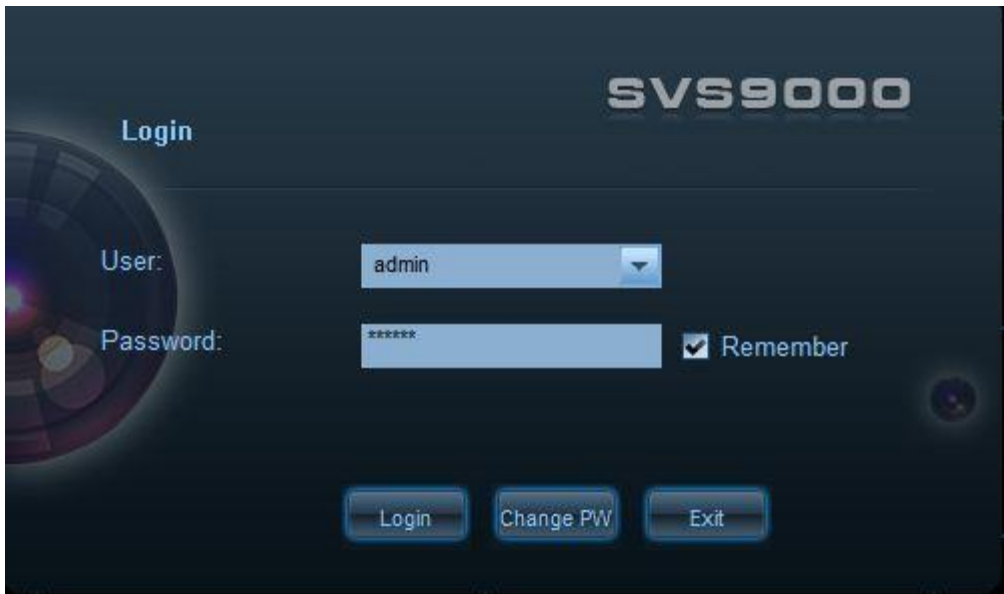 SVS9000
Login
User: admin
Password: ****** Remember
Login Change PW Exit